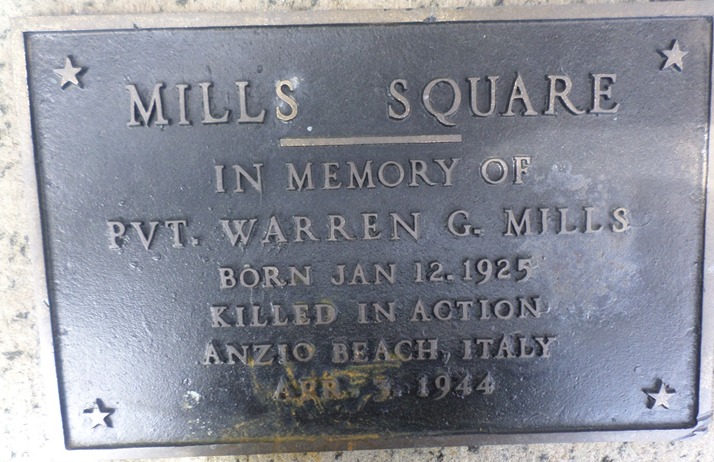 MILLS SQUARE
IN MEMORY OF
PVT. WARREN G. MILLS
BORN JAN 12. 1925
KILLED IN ACTION
ANZIO BEACH, ITALY
APR. 3. 1944